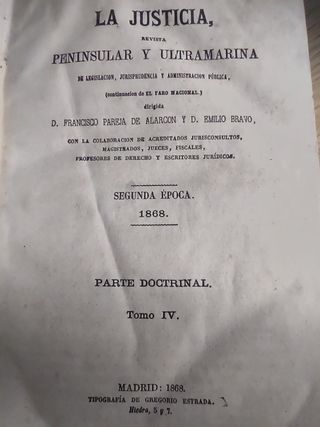 LA JUSTICIA,
REVISTA
PENINSULAR Y ULTRAMARINA
DE LEGISLACION, JURISPRUDENCIA Y ADMINISTRACION PÚBLICA,
(continuacion de EL FARO NACIONAL)
dirigida
D. FRANCISCO PAREJA DE ALARCON Y D. EMILIO BRAVO,
CON LA COLABORACION DE ACREDITADOS JURISCONSULTOS,
MAGISTRADOS, JUECES, FISCALES,
PROFESORES DE DERECHO Y ESCRITORES JURÍDICOS.
SEGUNDA ÉPOCA.
1868.
PARTE DOCTRINAL.
Tomo IV.
MADRID: 1868.
TIPOGRAFÍA DE GREGORIO ESTRADA.
Hiedra, 5 y 7.